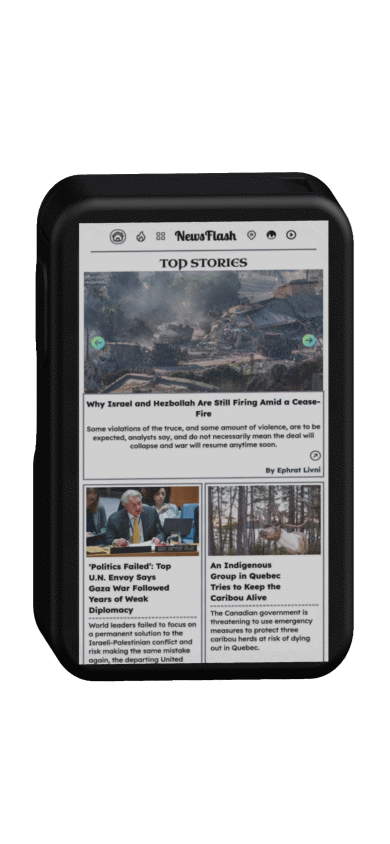 NewsFlash
TOP STORIES
Why Israel and Hezbollah Are Still Firing Amid a Cease-
Fire
Some violations of the truce, and some amount of violence, are to be
expected, analysts say, and do not necessarily mean the deal will
collapse and war will resume anytime soon.
By Ephrat Livni
'Politics Failed': Top
U.N. Envoy Says
Gaza War Followed
Years of Weak
Diplomacy
World leaders failed to focus on
a permanent solution to the
Israeli-Palestinian conflict and
risk making the same mistake
again, the departing United
An Indigenous
Group in Quebec
Tries to Keep the
Caribou Alive
The Canadian government is
threatening to use emergency
measures to protect three
caribou herds at risk of dying
out in Quebec.